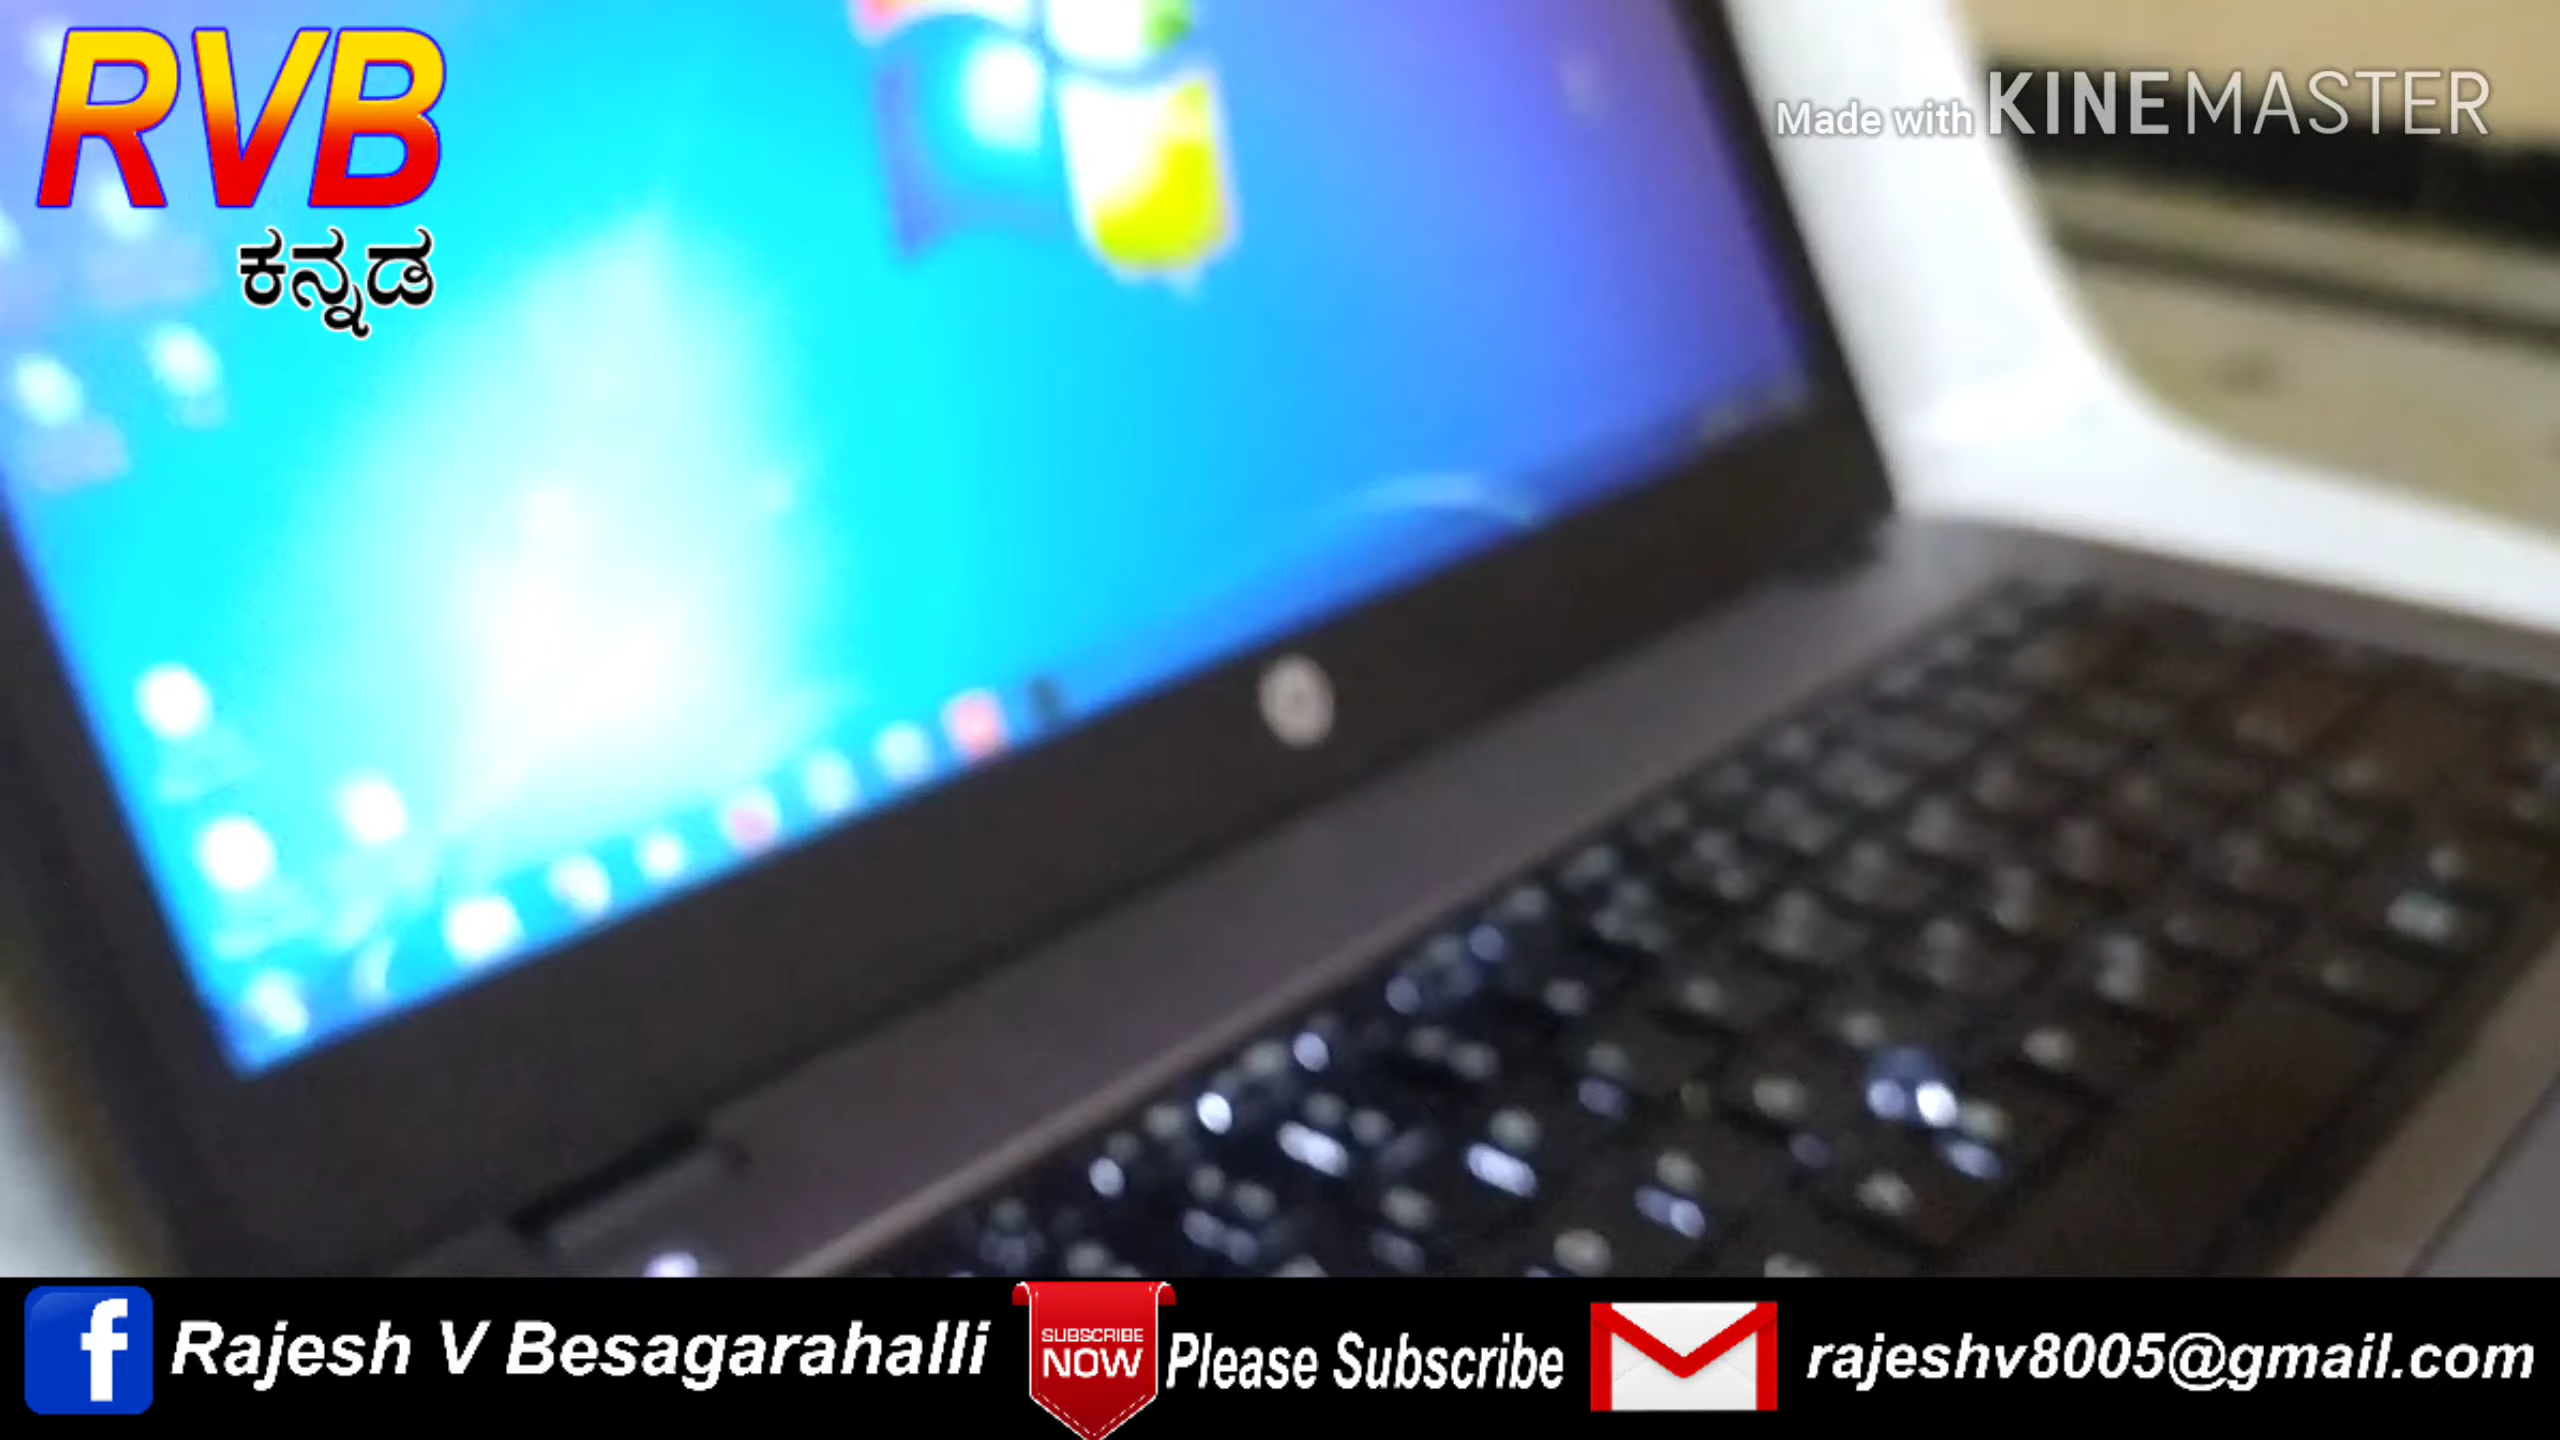 RVB
ಕನ್ನಡ
Made with KINEMASTER
Rajesh V Besagarahalli
SUBSCRIBE
NOW
Please Subscribe
rajeshv8005@gmail.com